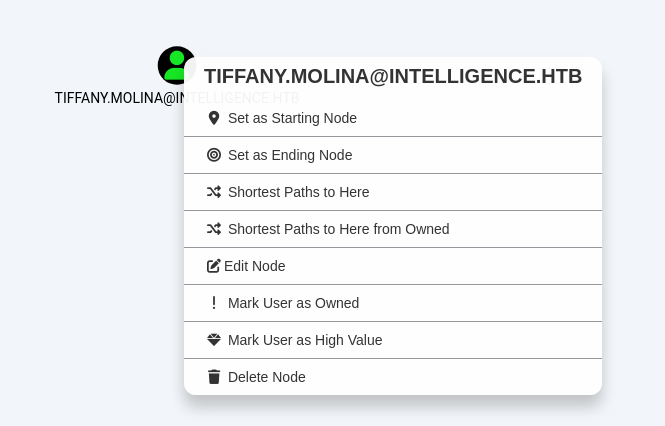 TIFFANY.MOLINA@INTELLIGENCE.HTB
TIFFANY.MOLINA@INTELLIGENCE.HTB
Set as Starting Node
Set as Ending Node
Shortest Paths to Here
Shortest Paths to Here from Owned
Edit Node
Mark User as Owned
Mark User as High Value
Delete Node